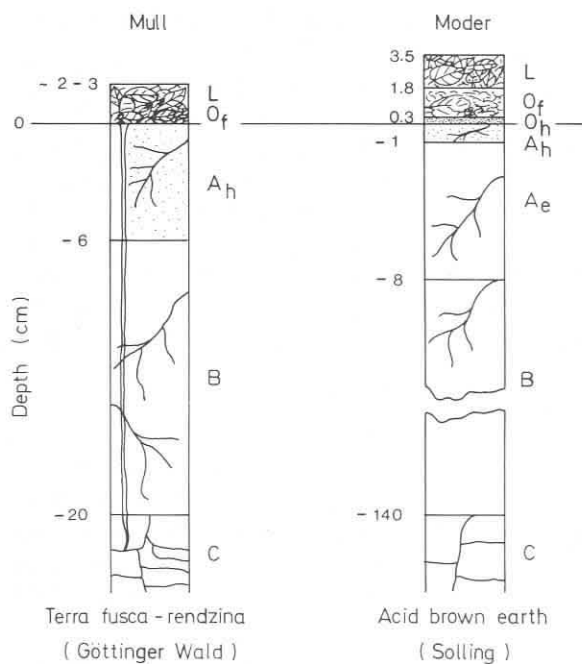 Mull
~ 2-3
L
Of
0
Ah
-6
B
-20
C
Depth (cm)
Terra fusca-rendzina
(Göttinger Wald)
Moder
3.5
L
1.8
Of
0.3
Oh
-1
Ah
Ae
-8
B
-140
C
Acid brown earth
(Solling)